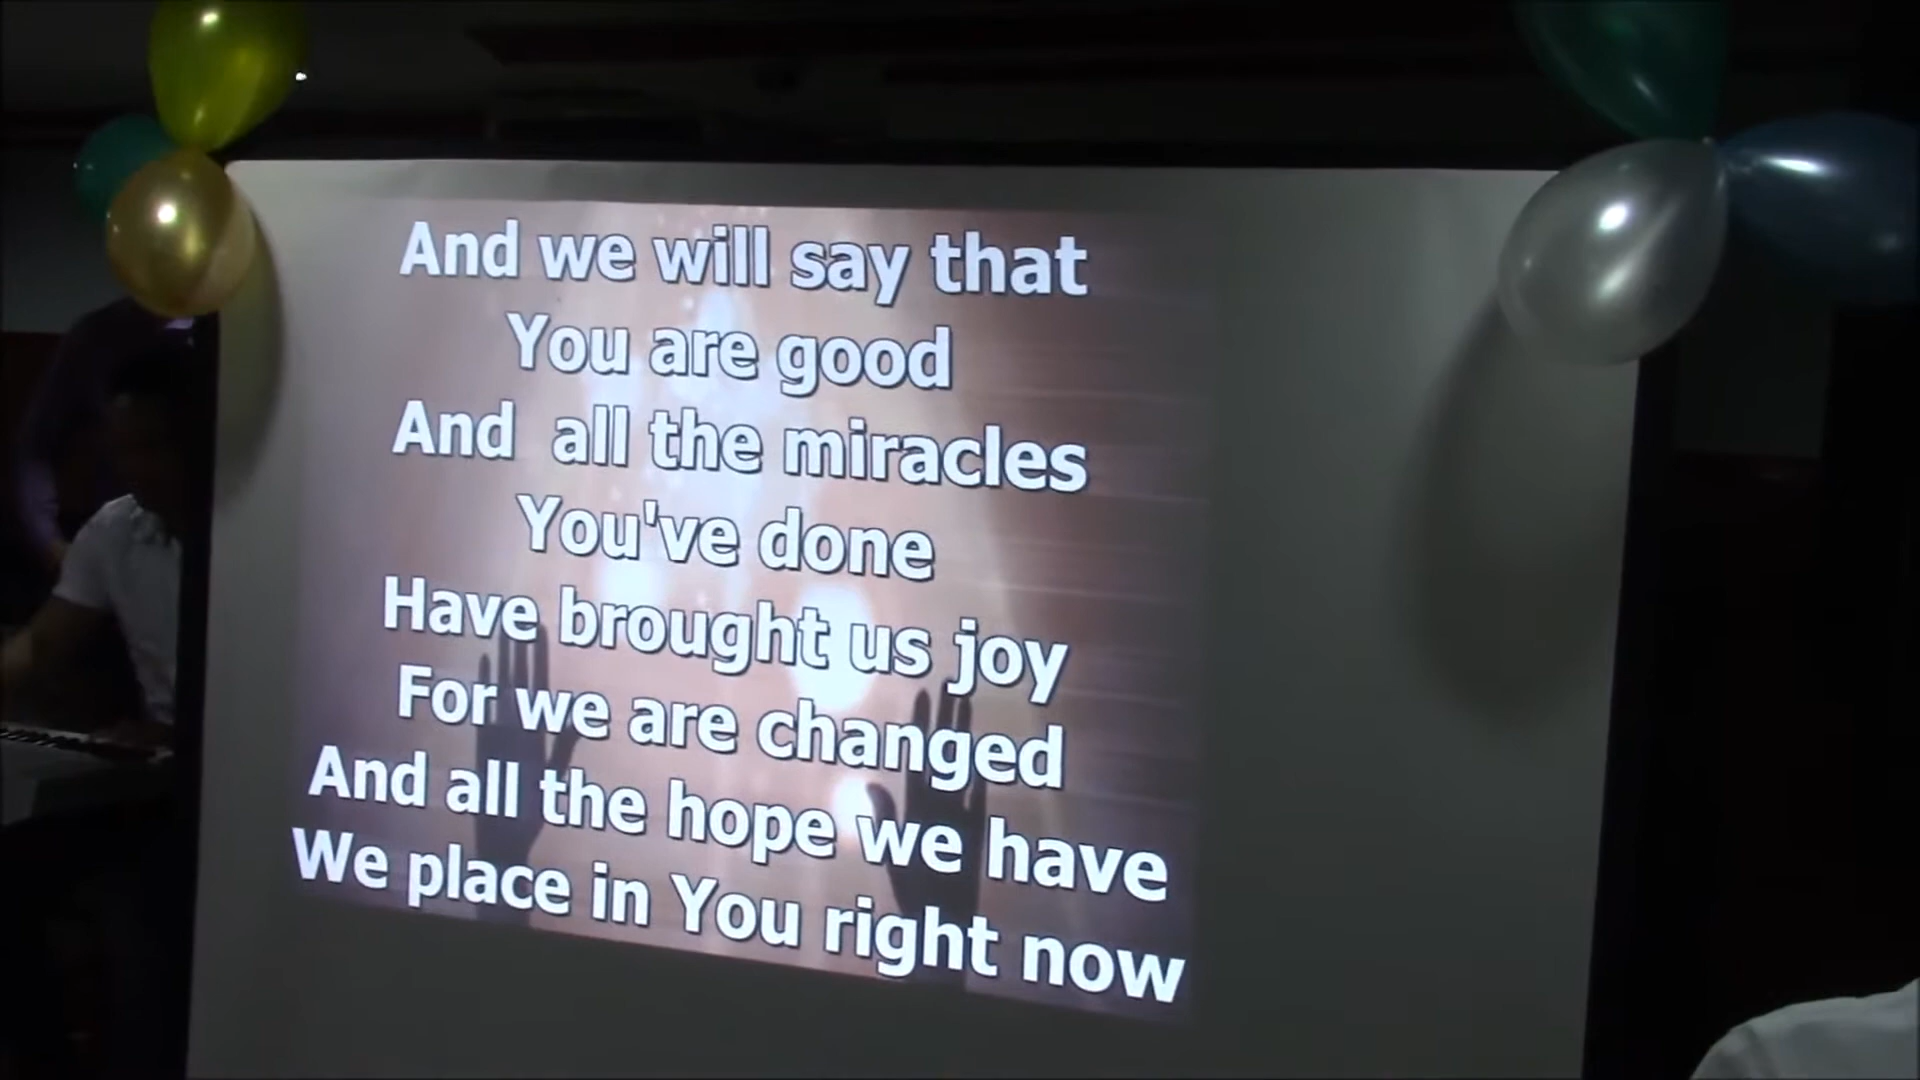 And we will say that
You are good
And all the miracles
You've done
Have brought us joy
For we are changed
And all the hope we have
We place in You right now